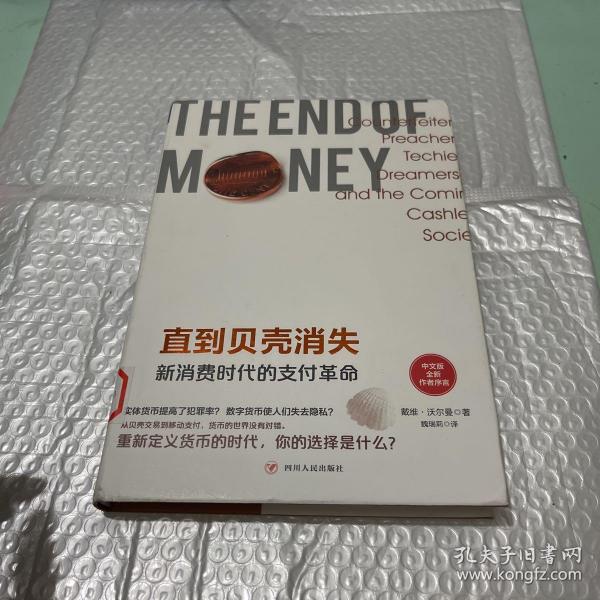 THE END OF
MONEY
Counterfeiter
Preacher
Techie
Dreamers
and the Comin
Cashle
Socie
直到贝壳消失
新消费时代的支付革命
中文版
全新
作者序言
实体货币提高了犯罪率？ 数字货币使人们失去隐私？
从贝壳交易到移动支付，货币的世界没有对错。
重新定义货币的时代，你的选择是什么？
戴维·沃尔曼 著
魏瑞莉 译
四川人民出版社
孔夫子旧书网
www.kongfz.com